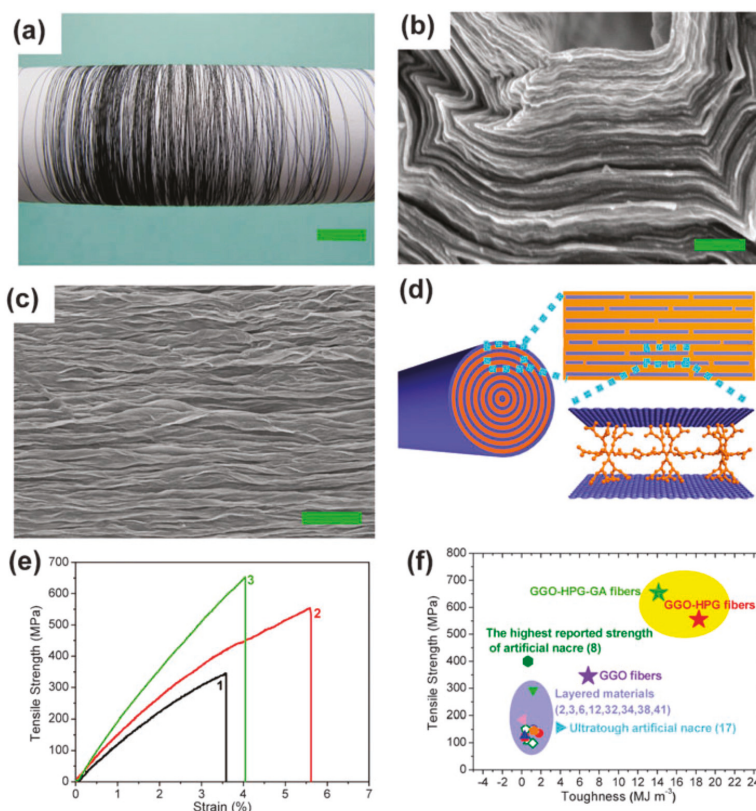 (a)
(b)
(c)
(d)
(e)
700
600
500
400
300
200
100
0
Tensile Strength (MPa)
3
2
1
0 1 2 3 4 5 6 7
Strain (%)
(f)
800
700
600
500
400
300
200
100
0
Tensile Strength (MPa)
GGO-HPG-GA fibers
GGO-HPG fibers
The highest reported strength
of artificial nacre (8)
GGO fibers
Layered materials
(2,3,6,12,32,34,38,41)
Ultratough artificial nacre (17)
-4 -2 0 2 4 6 8 10 12 14 16 18 20 22 24
Toughness (MJ m⁻³)